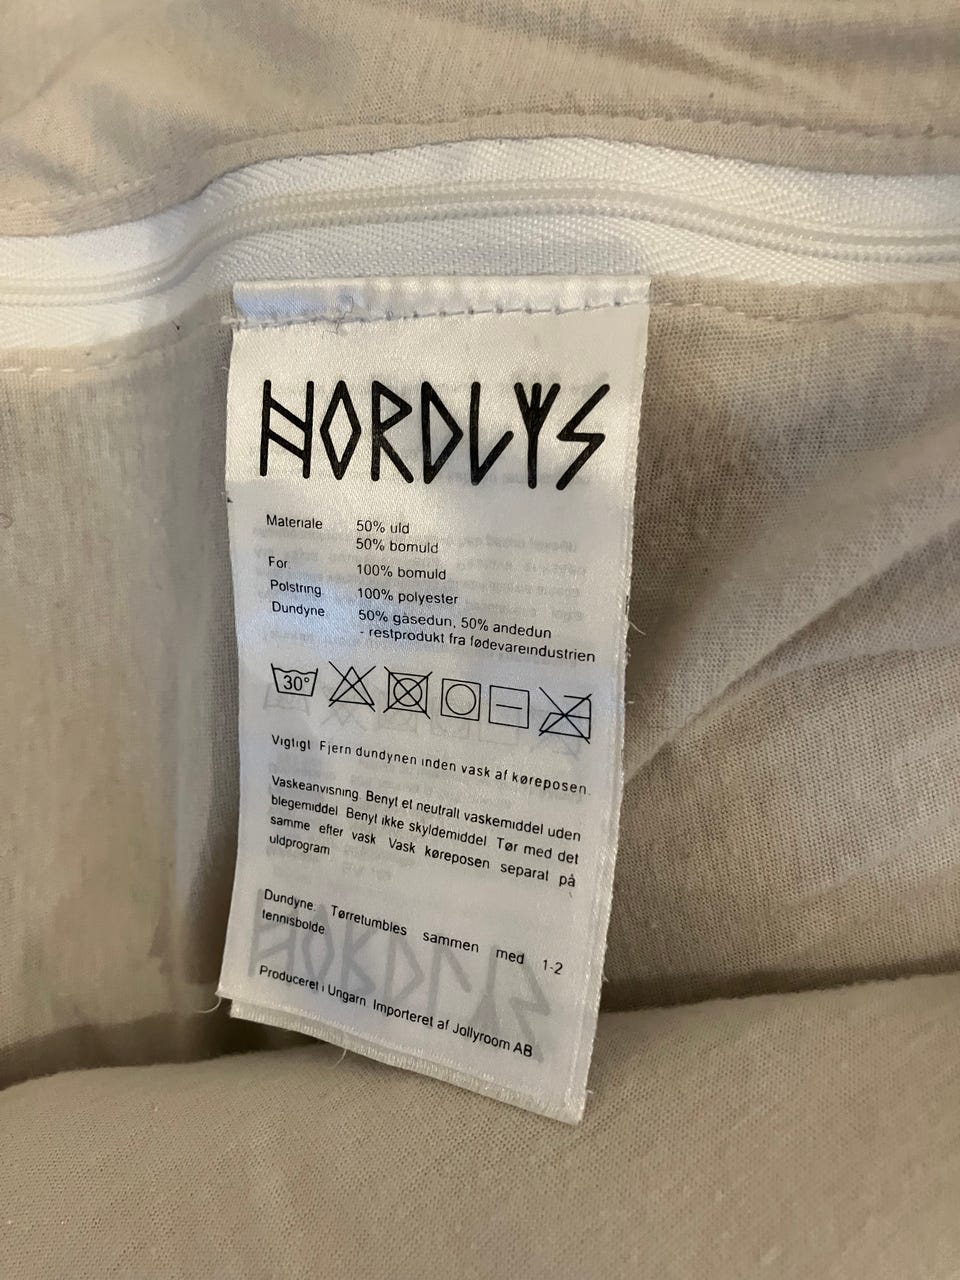 NORDLYS
Materiale 50% uld
50% bomuld
For: 100% bomuld
Polstring 100% polyester
Dundyne 50% gåsedun, 50% andedun
- restprodukt fra fødevareindustrien
30°
Vigtigt Fjern dundynen inden vask af køreposen.
Vaskeanvisning Benyt et neutralt vaskemiddel uden
blegemiddel Benyt ikke skyldemiddel Tør med det
samme efter vask Vask køreposen separat på
uldprogram
Dundyne. Tørretumbles sammen med 1-2
tennisbolde.
Produceret i Ungarn Importeret af Jollyroom AB